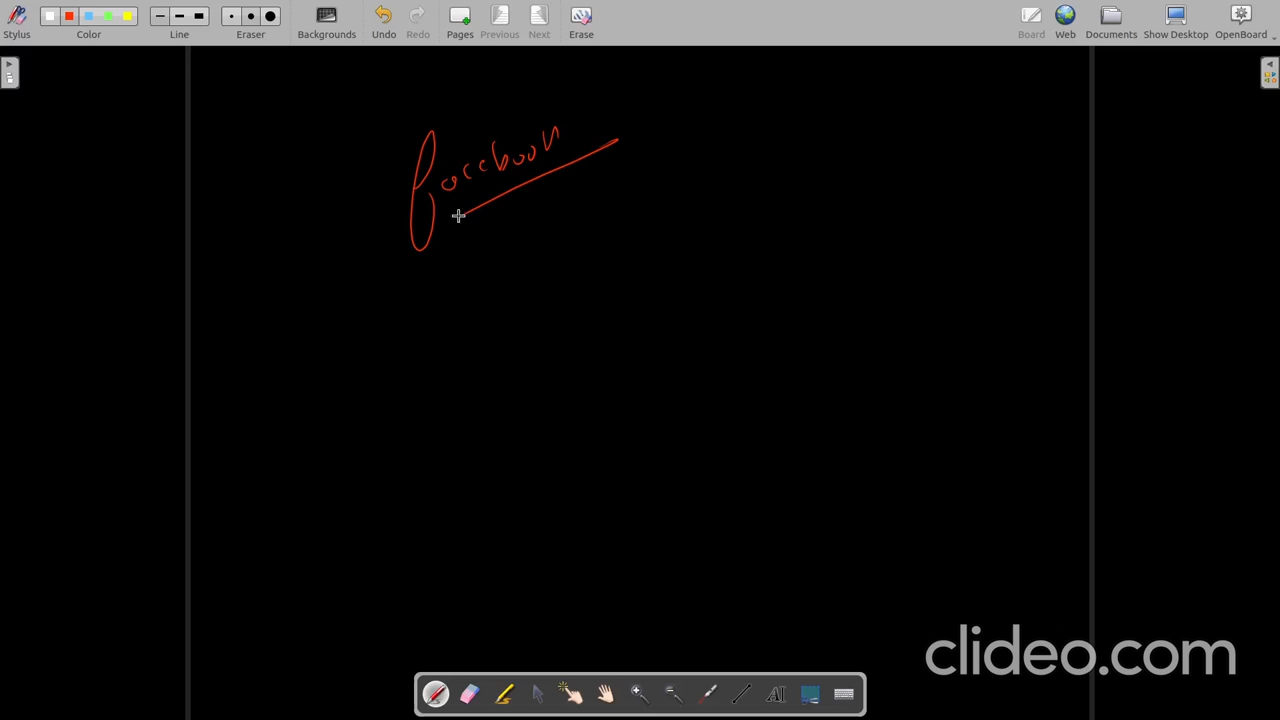 Stylus
Color
Line
Eraser
Backgrounds
Undo
Redo
Pages
Previous
Next
Erase
Board
Web
Documents
Show Desktop
OpenBoard
facebook
clideo.com
AI